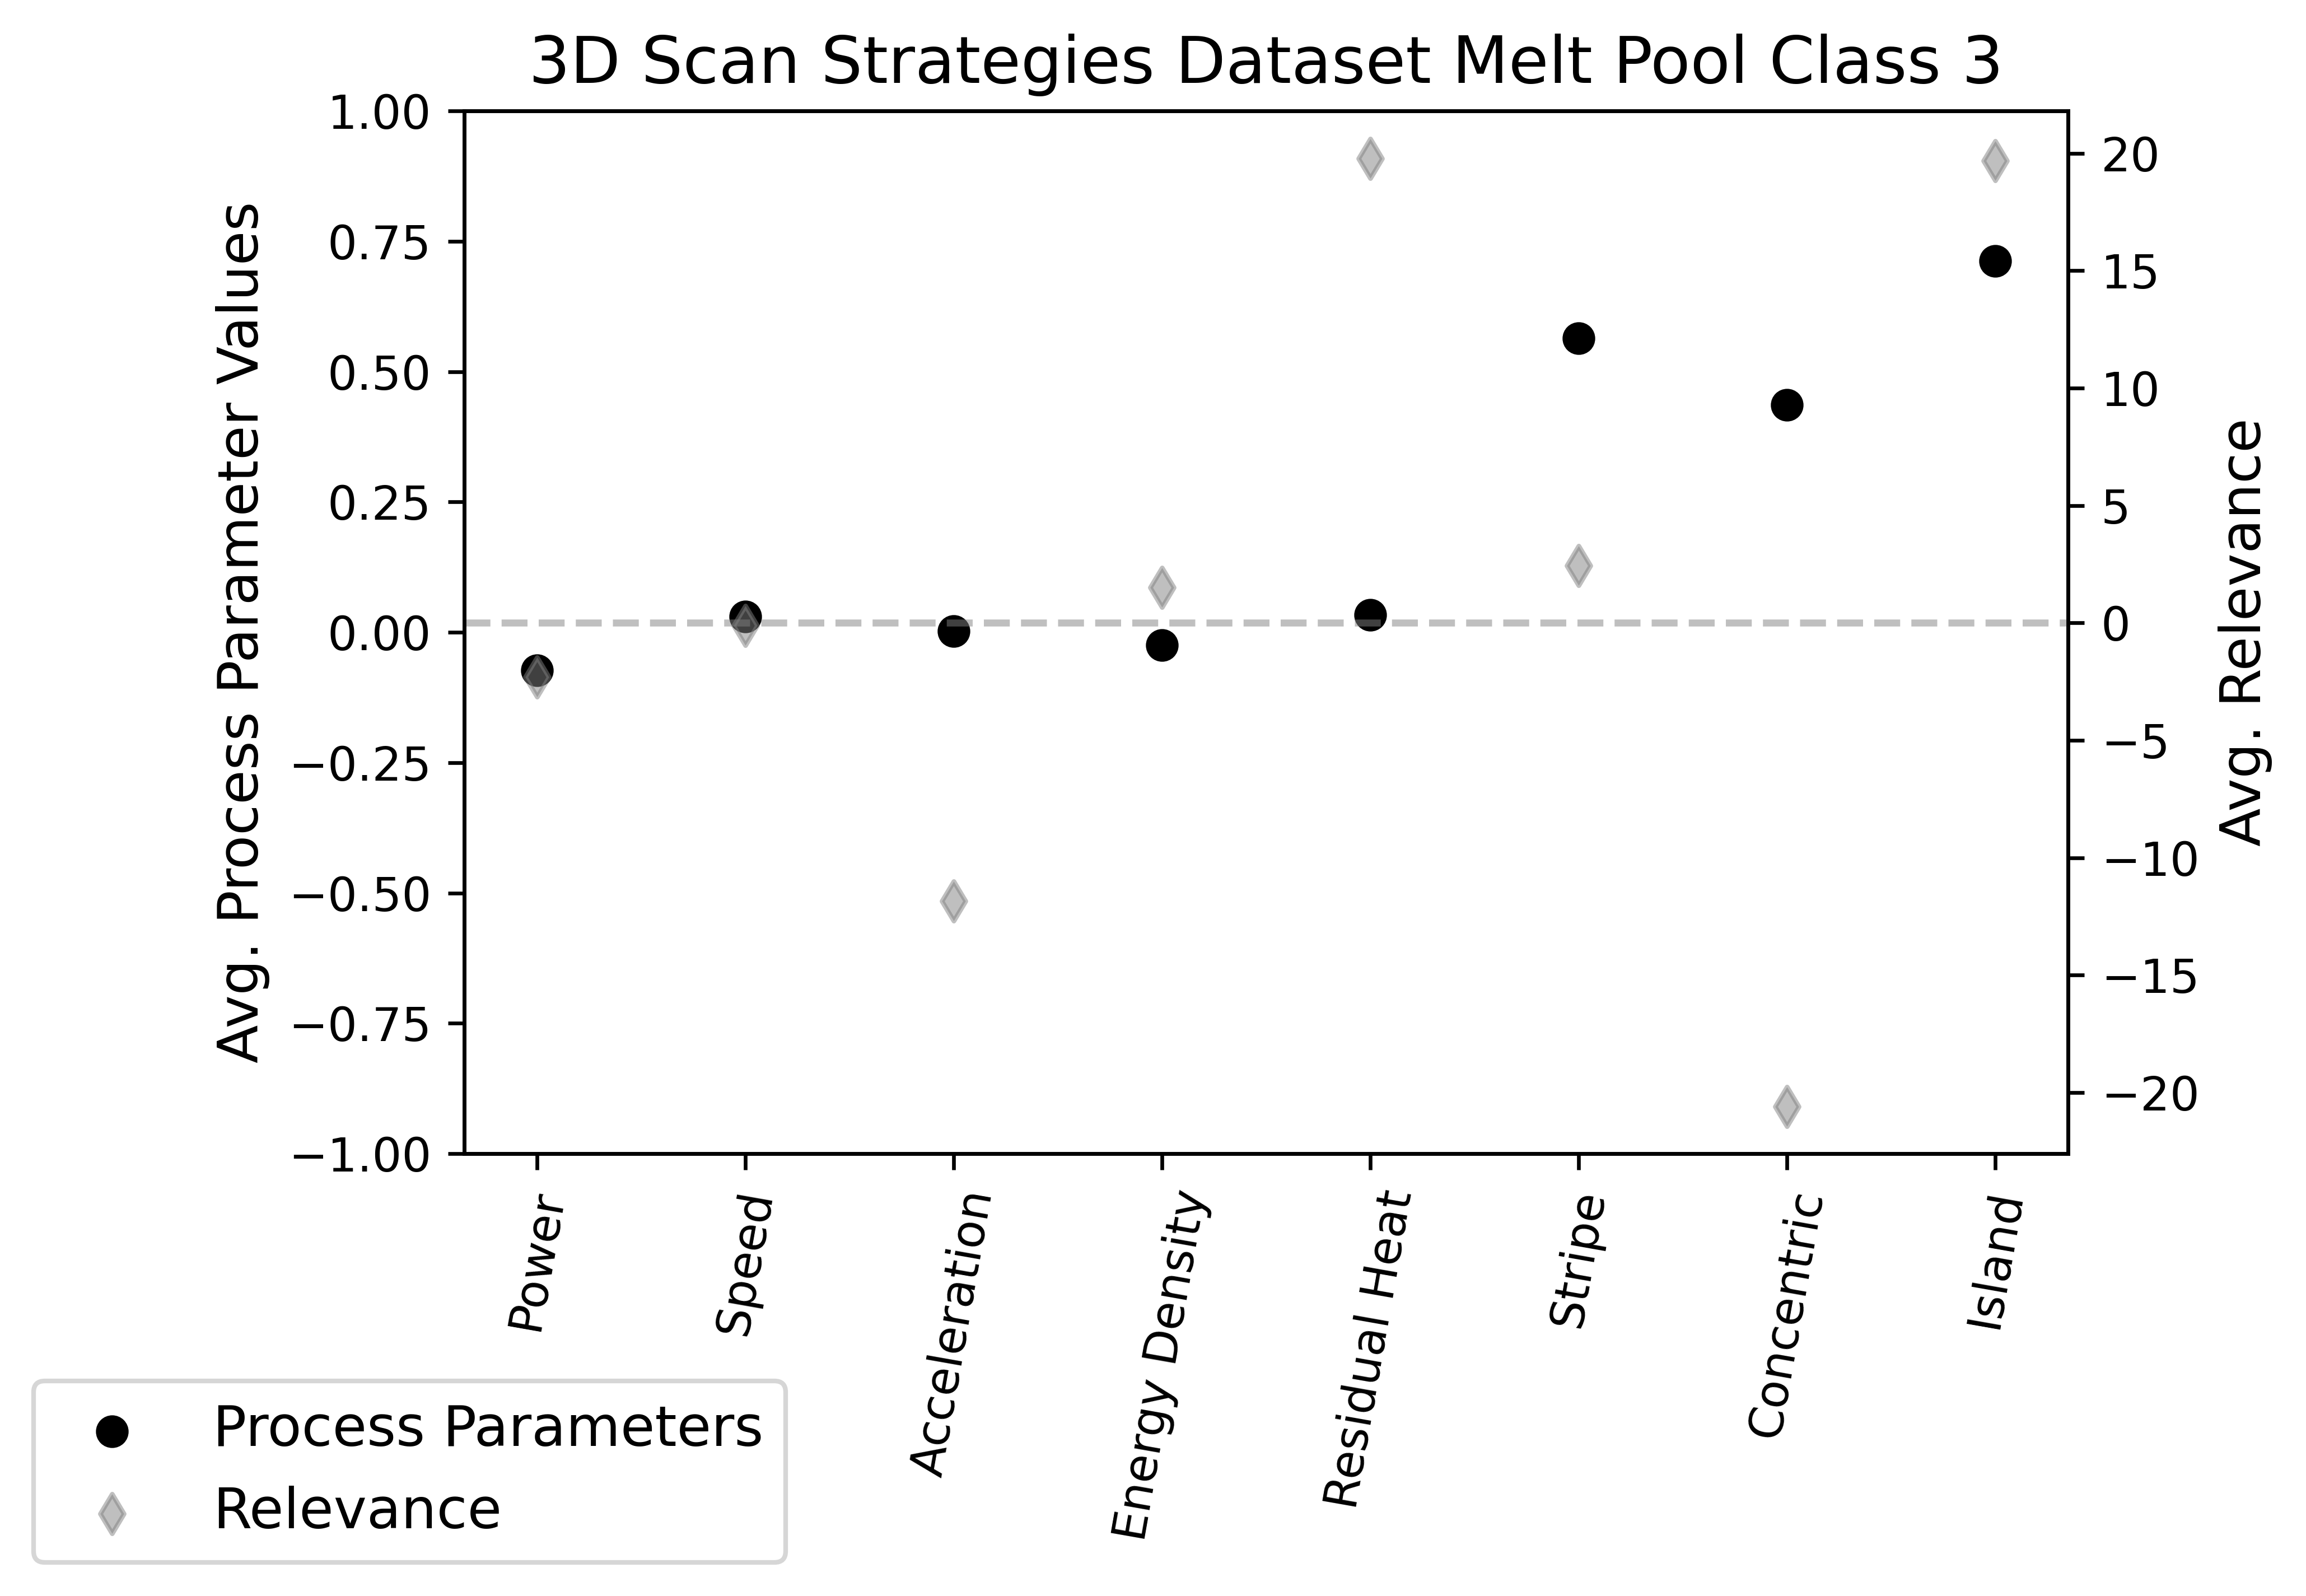 3D Scan Strategies Dataset Melt Pool Class 3
Avg. Process Parameter Values
1.00
0.75
0.50
0.25
0.00
−0.25
−0.50
−0.75
−1.00
20
15
10
5
0
−5
−10
−15
−20
Avg. Relevance
Power
Speed
Acceleration
Energy Density
Residual Heat
Stripe
Concentric
Island
Process Parameters
Relevance